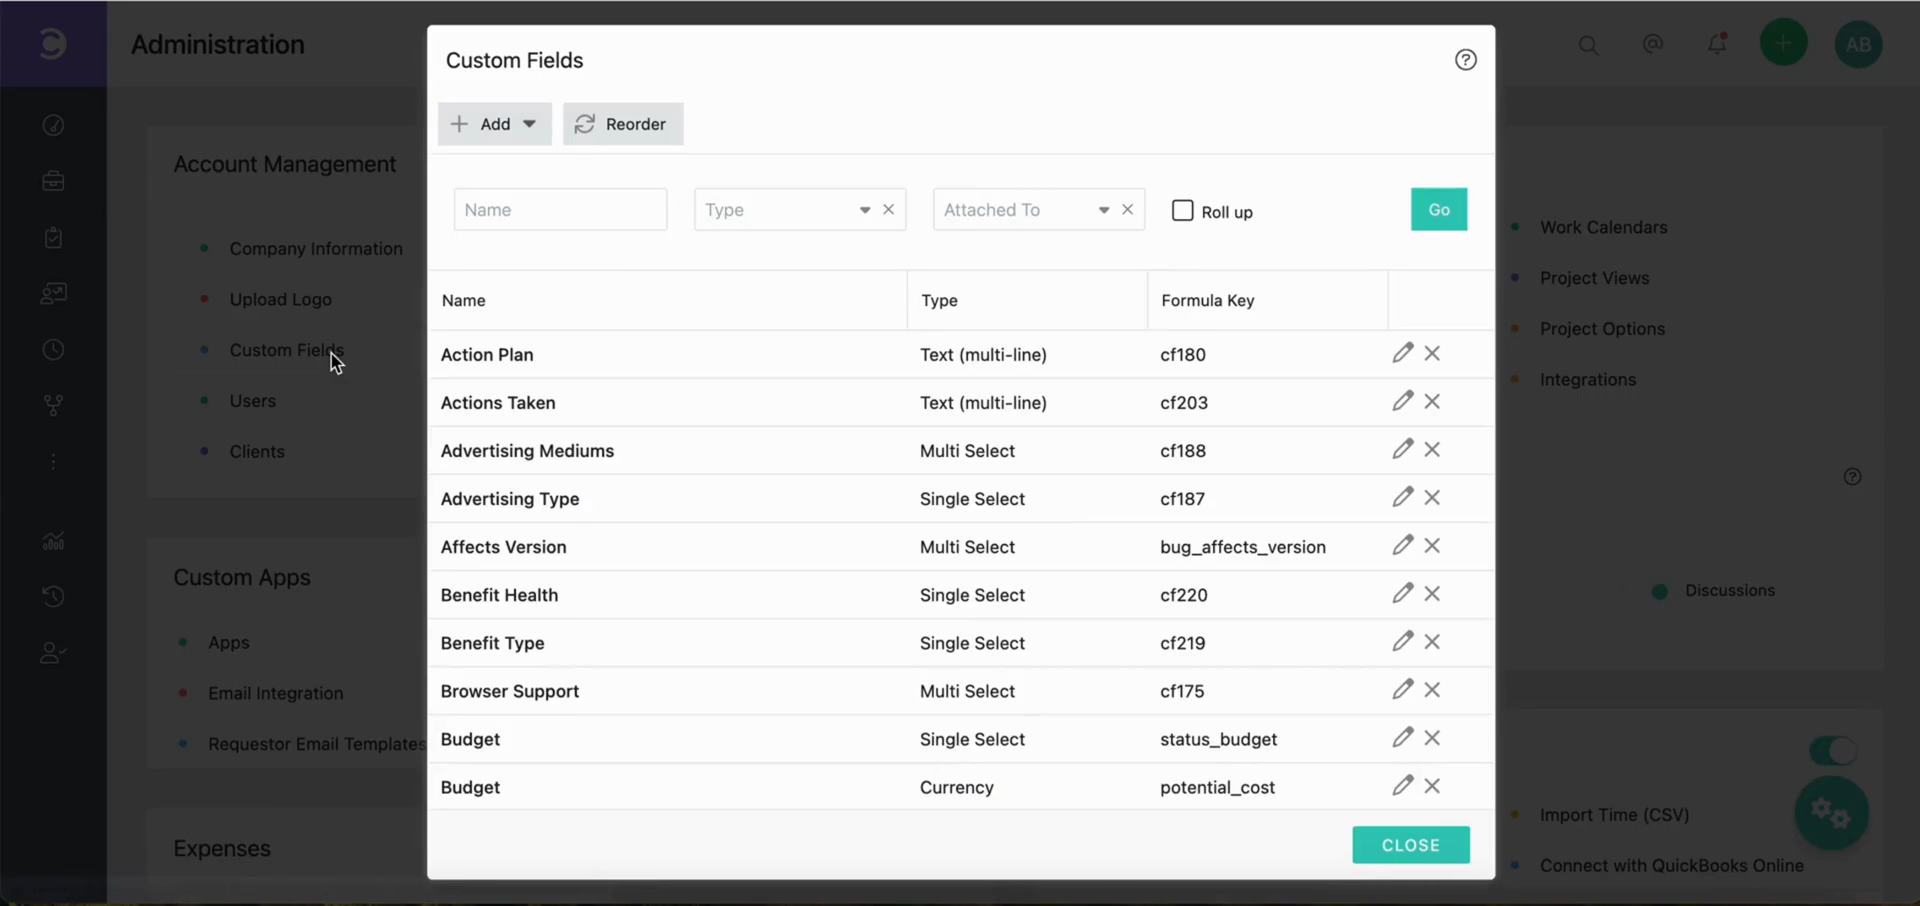 Administration
AB
Account Management
Company Information
Upload Logo
Custom Fields
Users
Clients
Custom Apps
Apps
Email Integration
Requestor Email Templates
Expenses
Custom Fields
?
+ Add
Reorder
Name
Type
Attached To
Roll up
Go
Name Type Formula Key
Action Plan Text (multi-line) cf180
Actions Taken Text (multi-line) cf203
Advertising Mediums Multi Select cf188
Advertising Type Single Select cf187
Affects Version Multi Select bug_affects_version
Benefit Health Single Select cf220
Benefit Type Single Select cf219
Browser Support Multi Select cf175
Budget Single Select status_budget
Budget Currency potential_cost
CLOSE
Work Calendars
Project Views
Project Options
Integrations
?
Discussions
Import Time (CSV)
Connect with QuickBooks Online